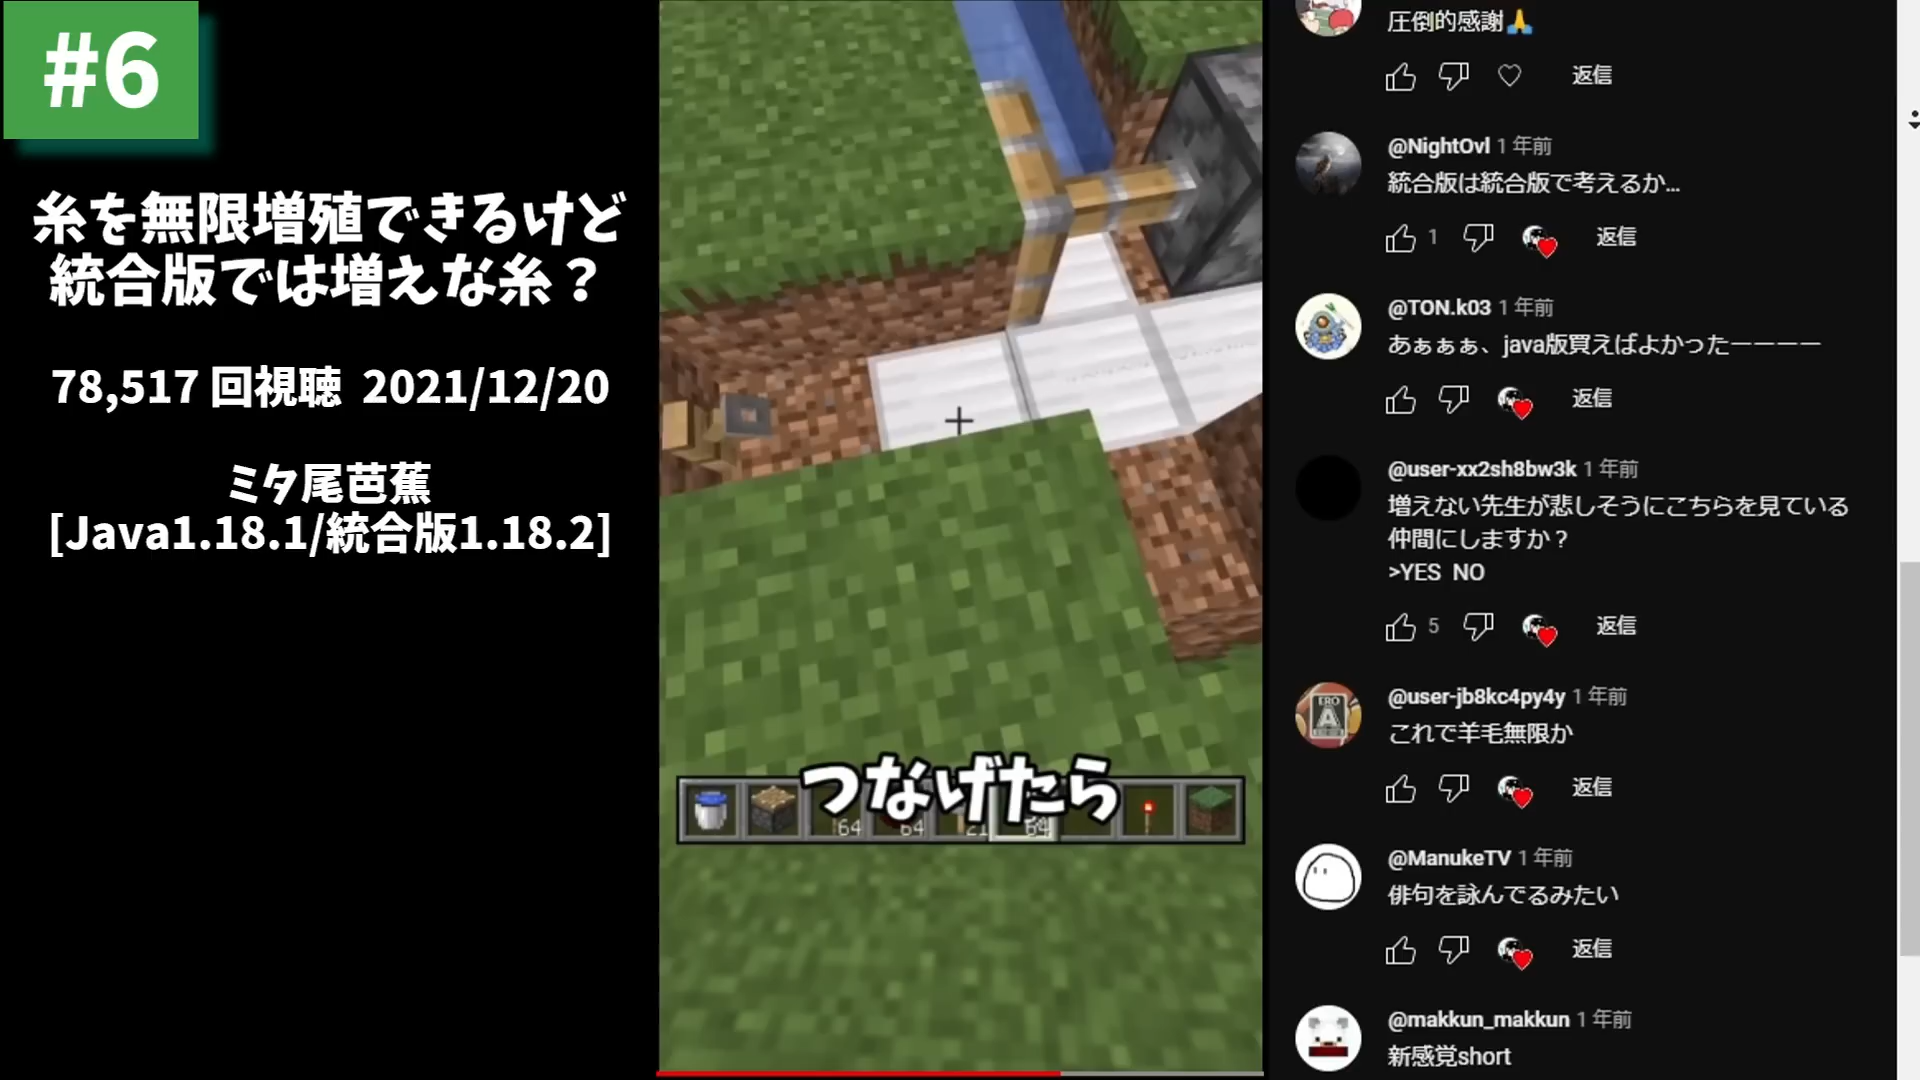 #6
糸を無限増殖できるけど
統合版では増えな糸？
78,517 回視聴 2021/12/20
ミタ尾芭蕉
[Java1.18.1/統合版1.18.2]
つなげたら
64
64
21
64
圧倒的感謝🙏
返信
@NightOvl 1 年前
統合版は統合版で考えるか...
1
返信
@TON.k03 1 年前
あぁぁぁ、java版買えばよかったーーーー
返信
@user-xx2sh8bw3k 1 年前
増えない先生が悲しそうにこちらを見ている
仲間にしますか？
>YES NO
5
返信
@user-jb8kc4py4y 1 年前
これで羊毛無限か
返信
@ManukeTV 1 年前
俳句を詠んでるみたい
返信
@makkun_makkun 1 年前
新感覚short